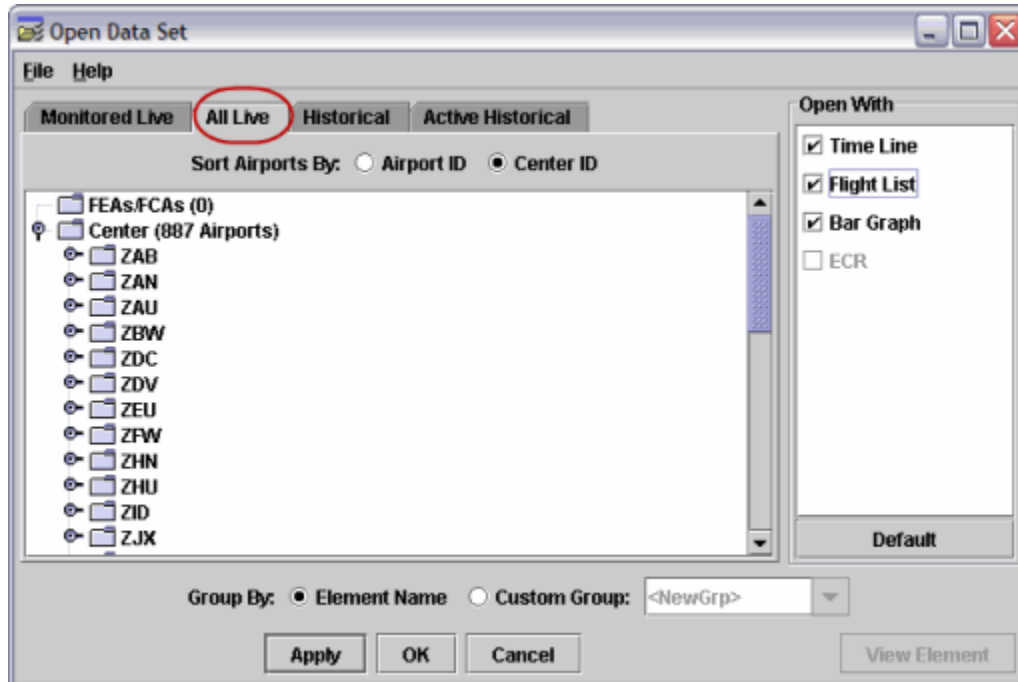 Open Data Set
File Help
Monitored Live All Live Historical Active Historical
Sort Airports By: Airport ID Center ID
FEAs/FCAs (0)
Center (887 Airports)
ZAB
ZAN
ZAU
ZBW
ZDC
ZDV
ZEU
ZFW
ZHN
ZHU
ZID
ZJX
Open With
Time Line
Flight List
Bar Graph
ECR
Default
Group By: Element Name Custom Group: <NewGrp>
Apply OK Cancel View Element